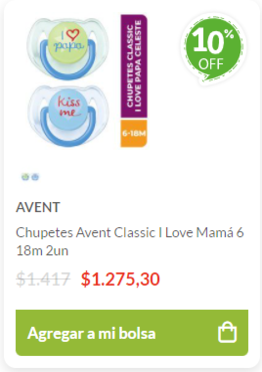 I ❤ papa
Kiss me
CHUPETES CLASSIC
I LOVE PAPA CELESTE
6-18M
10%
OFF
AVENT
Chupetes Avent Classic I Love Mamá 6
18m 2un
$1.417 $1.275,30
Agregar a mi bolsa